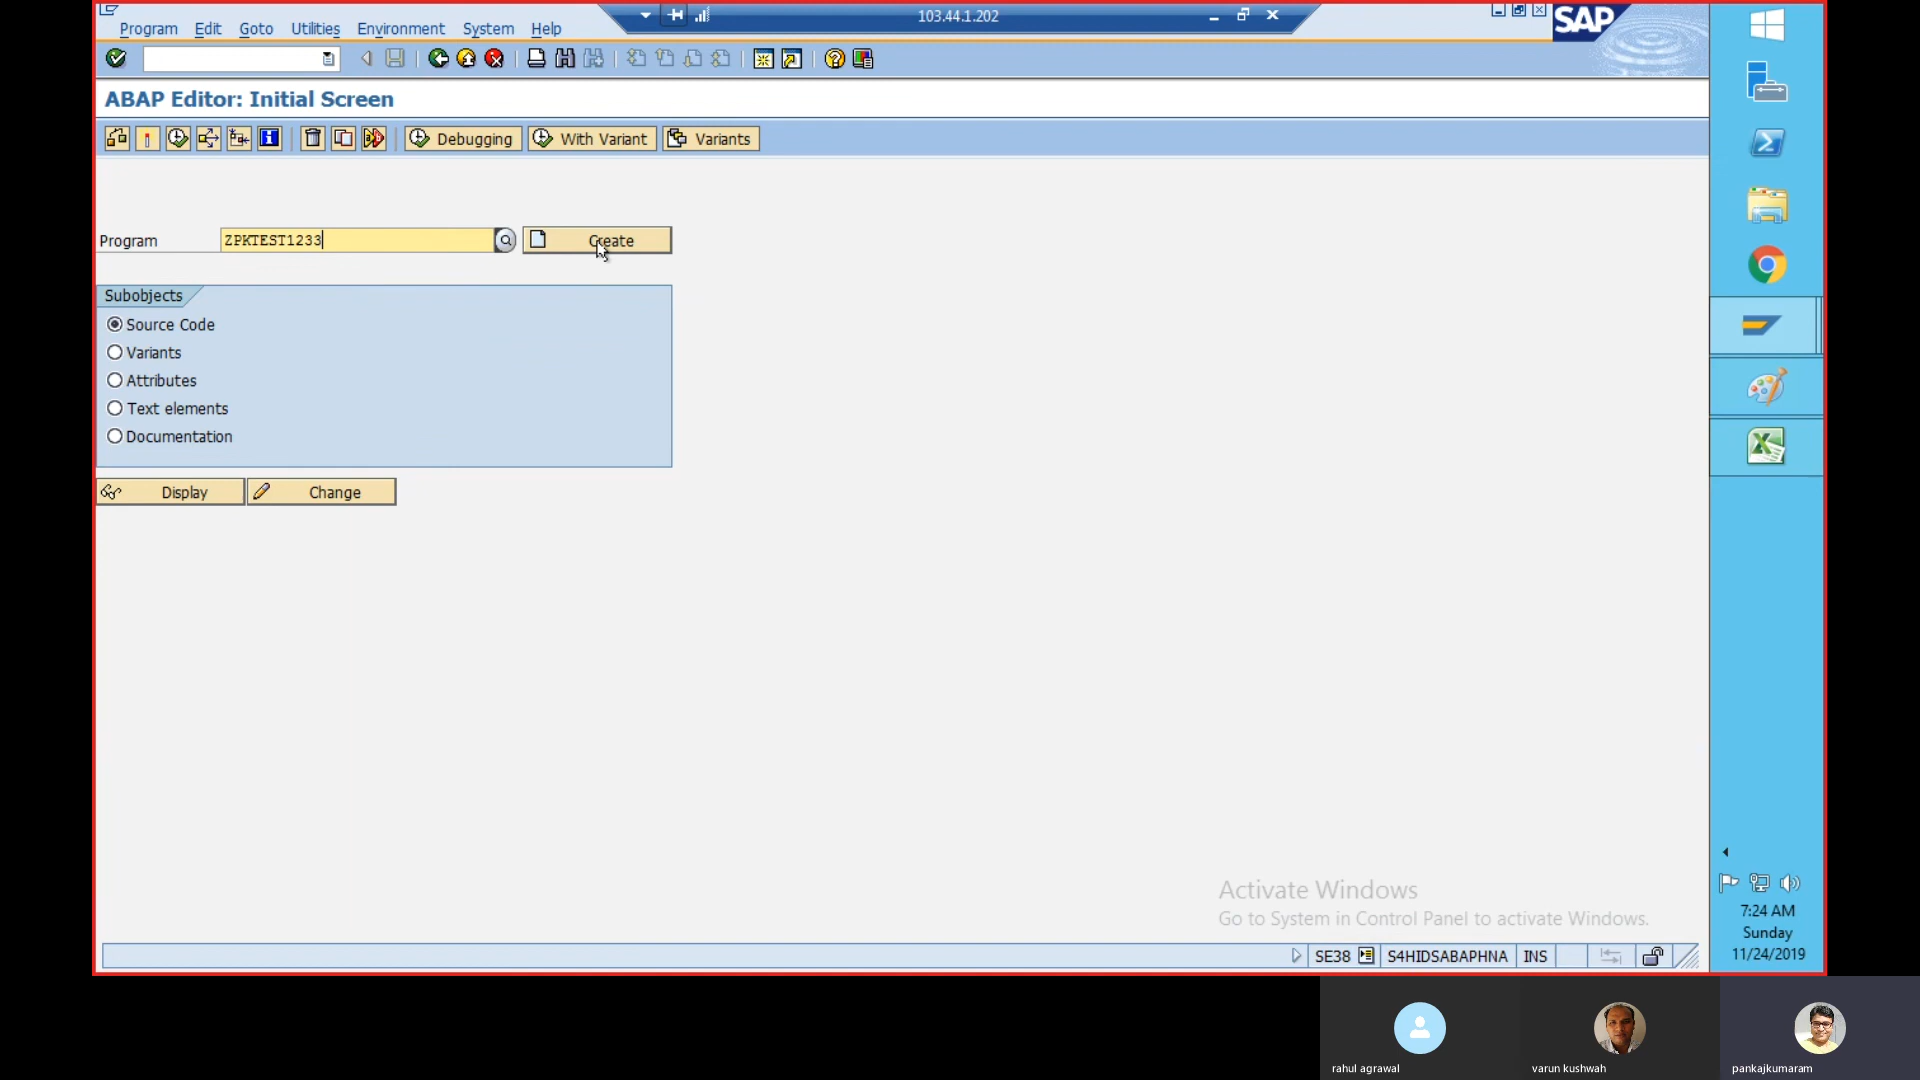 103.44.1.202
Program Edit Goto Utilities Environment System Help
SAP
ABAP Editor: Initial Screen
Debugging With Variant Variants
Program ZPKTEST1233 Create
Subobjects
Source Code
Variants
Attributes
Text elements
Documentation
Display Change
Activate Windows
Go to System in Control Panel to activate Windows.
7:24 AM
Sunday
11/24/2019
SE38 S4HIDSABAPHNA INS
rahul agrawal varun kushwah pankajkumaram